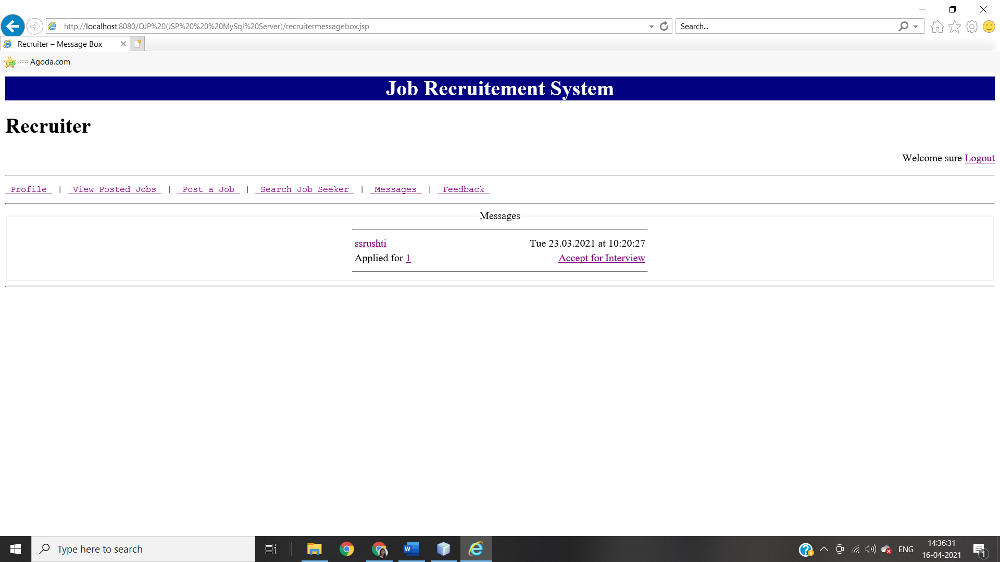 http://localhost:8080/OJP%20(JSP%20%20%20MySql%20Server)/recruitermessagebox.jsp
Search...
Recruiter – Message Box
Agoda.com
Job Recruitement System
Recruiter
Welcome sure Logout
Profile | View Posted Jobs | Post a Job | Search Job Seeker | Messages | Feedback
Messages
ssrushti Tue 23.03.2021 at 10:20:27
Applied for 1 Accept for Interview
Type here to search
ENG
14:36:31
16-04-2021
1